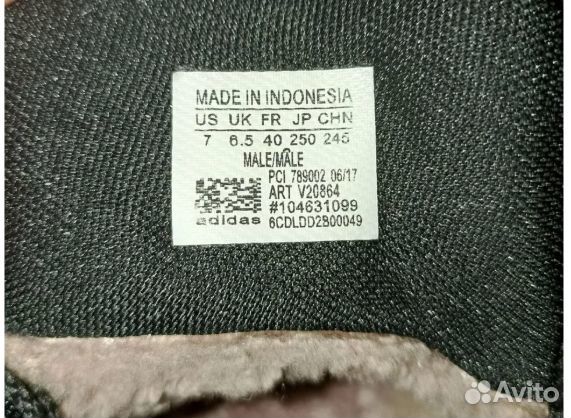 MADE IN INDONESIA
US UK FR JP CHN
7 6.5 40 250 245
MALE/MÂLE
PCI 789002 06/17
ART V20864
#104631099
adidas 6CDLDD2B00049
Avito